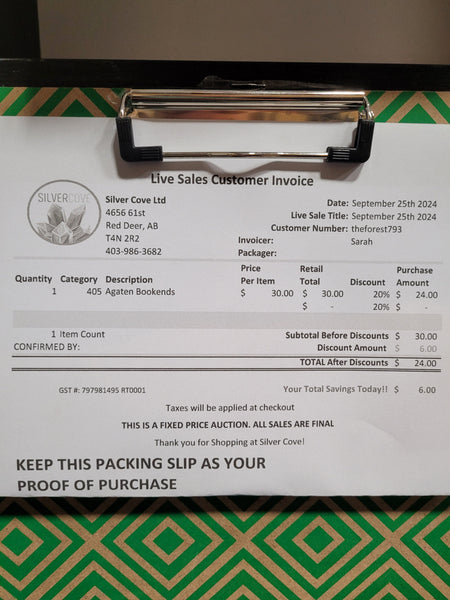 Live Sales Customer Invoice
SILVERCOVE
Silver Cove Ltd
4656 61st
Red Deer, AB
T4N 2R2
403-986-3682
Date: September 25th 2024
Live Sale Title: September 25th 2024
Customer Number: theforest793
Invoicer: Sarah
Packager:
Quantity Category Description Price Per Item Retail Total Discount Purchase Amount
1 405 Agaten Bookends $ 30.00 $ 30.00 20% $ 24.00
$ - 20% $ -
1 Item Count Subtotal Before Discounts $ 30.00
CONFIRMED BY: Discount Amount $ 6.00
TOTAL After Discounts $ 24.00
GST #: 797981495 RT0001 Your Total Savings Today!! $ 6.00
Taxes will be applied at checkout
THIS IS A FIXED PRICE AUCTION. ALL SALES ARE FINAL
Thank you for Shopping at Silver Cove!
KEEP THIS PACKING SLIP AS YOUR
PROOF OF PURCHASE